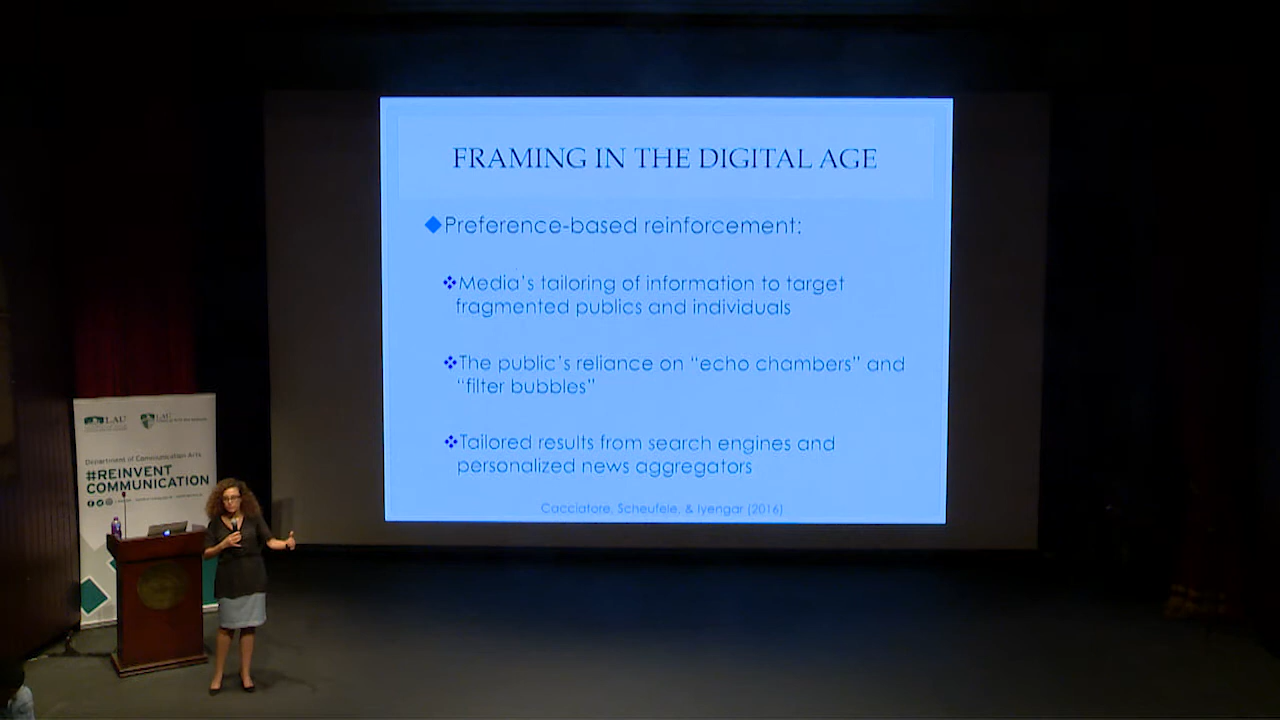 FRAMING IN THE DIGITAL AGE
Preference-based reinforcement:
Media's tailoring of information to target
fragmented publics and individuals
The public's reliance on "echo chambers" and
"filter bubbles"
Tailored results from search engines and
personalized news aggregators
Cacciatore, Scheufele, & Iyengar (2016)
LAU
LAU
Department of Communication Arts
#REINVENT
COMMUNICATION